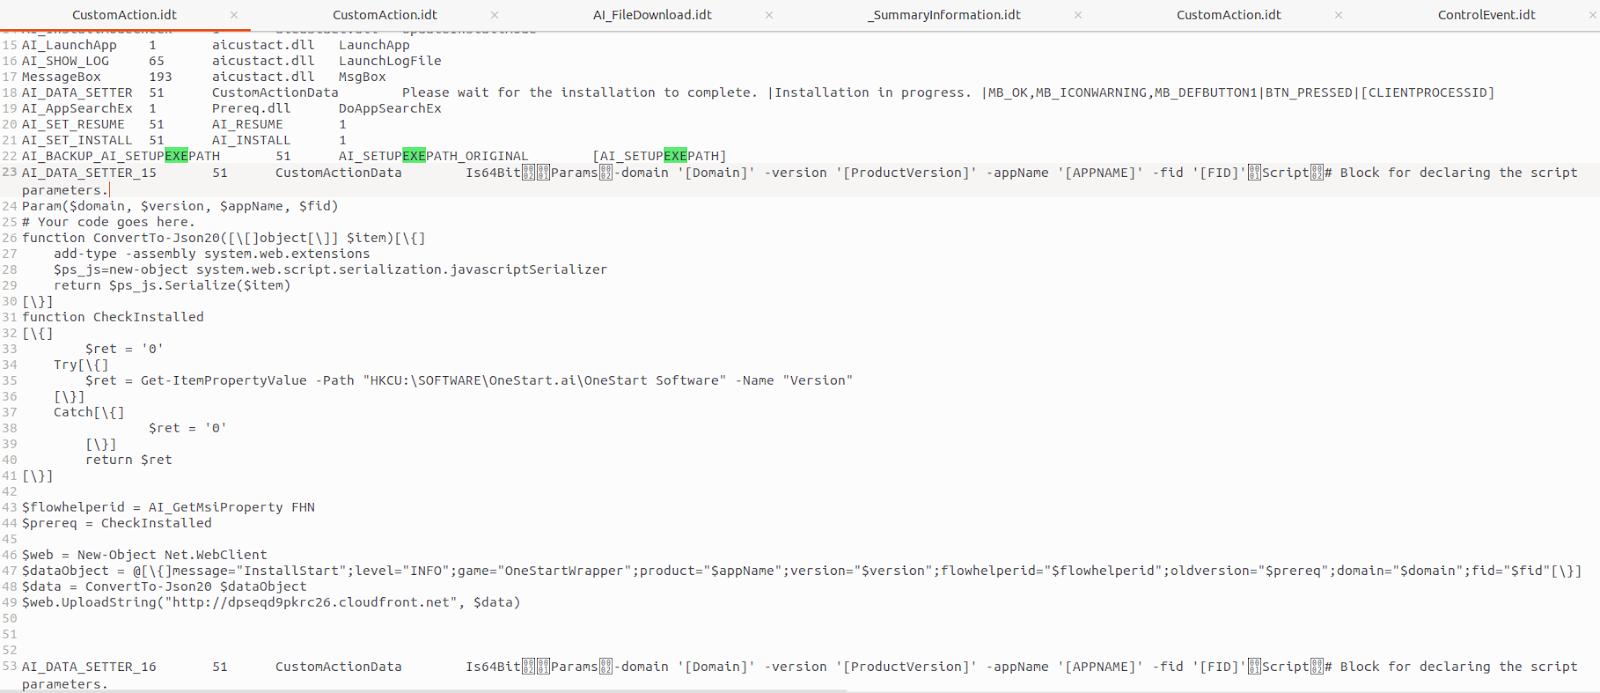 CustomAction.idt × CustomAction.idt × AI_FileDownload.idt × _SummaryInformation.idt × CustomAction.idt × ControlEvent.idt ×
15 AI_LaunchApp 1 aicustact.dll LaunchApp
16 AI_SHOW_LOG 65 aicustact.dll LaunchLogFile
17 MessageBox 193 aicustact.dll MsgBox
18 AI_DATA_SETTER 51 CustomActionData Please wait for the installation to complete. |Installation in progress. |MB_OK,MB_ICONWARNING,MB_DEFBUTTON1|BTN_PRESSED|[CLIENTPROCESSID]
19 AI_AppSearchEx 1 Prereq.dll DoAppSearchEx
20 AI_SET_RESUME 51 AI_RESUME 1
21 AI_SET_INSTALL 51 AI_INSTALL 1
22 AI_BACKUP_AI_SETUPEXEPATH 51 AI_SETUPEXEPATH_ORIGINAL [AI_SETUPEXEPATH]
23 AI_DATA_SETTER_15 51 CustomActionData Is64Bit Params -domain '[Domain]' -version '[ProductVersion]' -appName '[APPNAME]' -fid '[FID]' Script # Block for declaring the script
parameters.
24 Param($domain, $version, $appName, $fid)
25 # Your code goes here.
26 function ConvertTo-Json20([\[]object[\]] $item)[\{]
27 add-type -assembly system.web.extensions
28 $ps_js=new-object system.web.script.serialization.javascriptSerializer
29 return $ps_js.Serialize($item)
30 [\}]
31 function CheckInstalled
32 [\{]
33 $ret = '0'
34 Try[\{]
35 $ret = Get-ItemPropertyValue -Path "HKCU:\SOFTWARE\OneStart.ai\OneStart Software" -Name "Version"
36 [\}]
37 Catch[\{]
38 $ret = '0'
39 [\}]
40 return $ret
41 [\}]
42
43 $flowhelperid = AI_GetMsiProperty FHN
44 $prereq = CheckInstalled
45
46 $web = New-Object Net.WebClient
47 $dataObject = @[\{]message="InstallStart";level="INFO";game="OneStartWrapper";product="$appName";version="$version";flowhelperid="$flowhelperid";oldversion="$prereq";domain="$domain";fid="$fid"[\}]
48 $data = ConvertTo-Json20 $dataObject
49 $web.UploadString("http://dpseqd9pkrc26.cloudfront.net", $data)
50
51
52
53 AI_DATA_SETTER_16 51 CustomActionData Is64Bit Params -domain '[Domain]' -version '[ProductVersion]' -appName '[APPNAME]' -fid '[FID]' Script # Block for declaring the script
parameters.